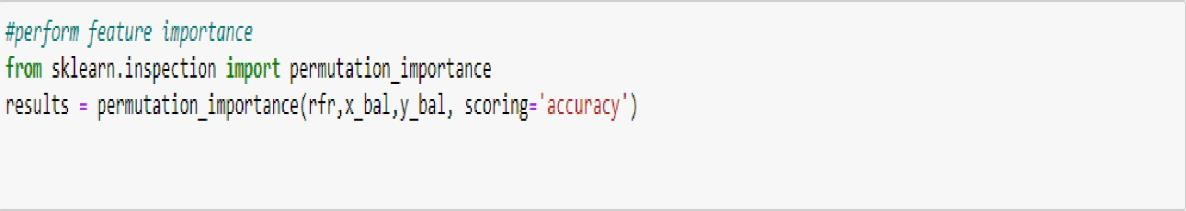 #perform feature importance
from sklearn.inspection import permutation_importance
results = permutation_importance(rfr,x_bal,y_bal, scoring='accuracy')